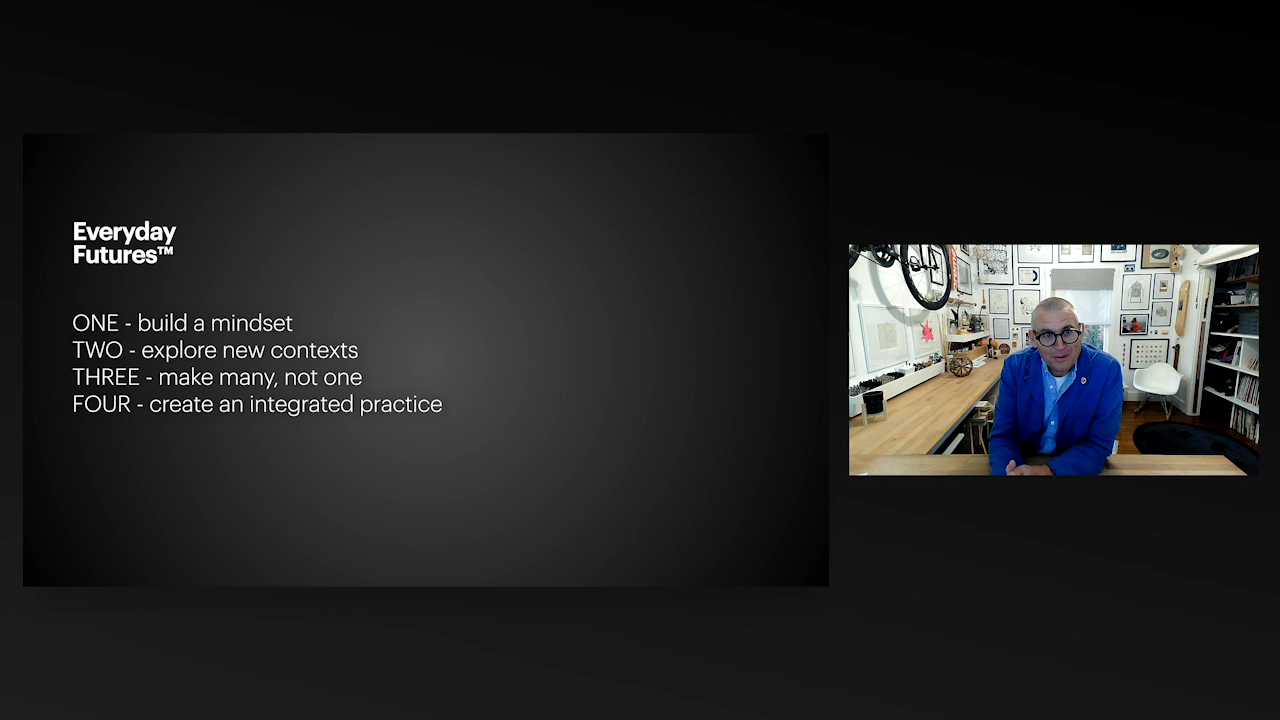 Everyday
Futures™
ONE - build a mindset
TWO - explore new contexts
THREE - make many, not one
FOUR - create an integrated practice